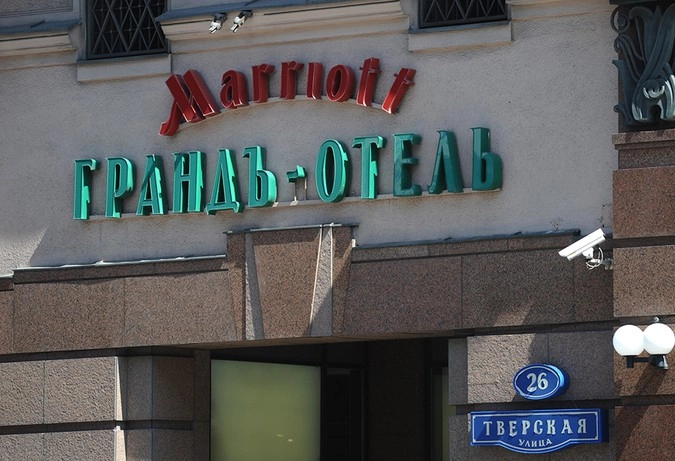 Marriott
ГРАНДЪ-ОТЕЛЬ
26
ТВЕРСКАЯ
УЛИЦА